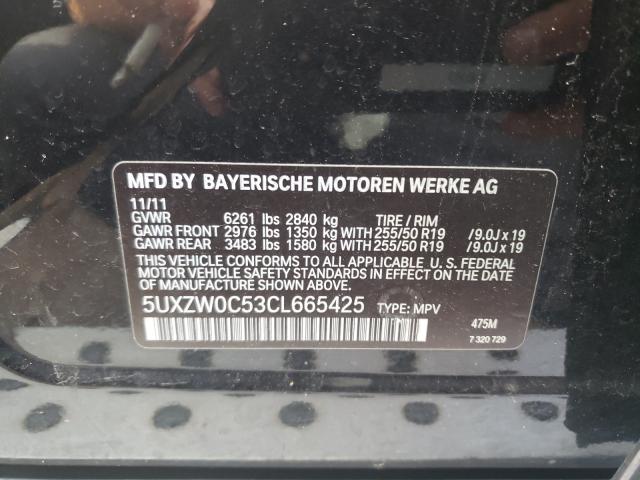 MFD BY BAYERISCHE MOTOREN WERKE AG
11/11
GVWR 6261 lbs 2840 kg TIRE / RIM
GAWR FRONT 2976 lbs 1350 kg WITH 255/50 R19 /9.0J x 19
GAWR REAR 3483 lbs 1580 kg WITH 255/50 R19 /9.0J x 19
THIS VEHICLE CONFORMS TO ALL APPLICABLE U. S. FEDERAL
MOTOR VEHICLE SAFETY STANDARDS IN EFFECT ON THE DATE OF
MANUFACTURE SHOWN ABOVE.
5UXZW0C53CL665425 TYPE: MPV
475M
7 320 729